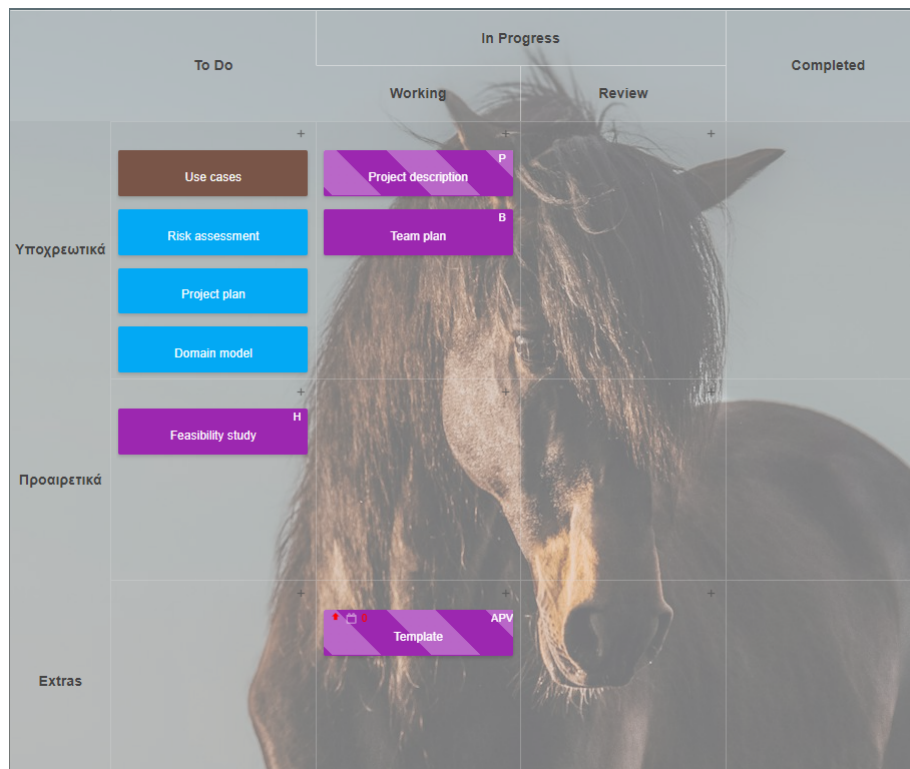 In Progress
To Do
Completed
Working
Review
+
+
+
Υποχρεωτικά
Use cases
P
Project description
Risk assessment
B
Team plan
Project plan
Domain model
+
+
+
Προαιρετικά
H
Feasibility study
+
+
+
Extras
APV
Template